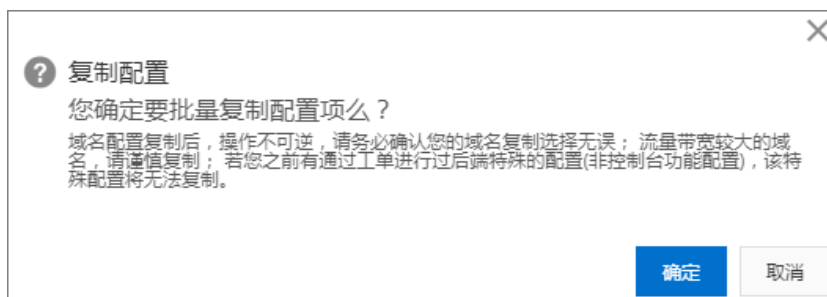 复制配置
您确定要批量复制配置项么？
域名配置复制后，操作不可逆，请务必确认您的域名复制选择无误； 流量带宽较大的域
名，请谨慎复制； 若您之前有通过工单进行过后端特殊的配置(非控制台功能配置)，该特
殊配置将无法复制。
确定
取消